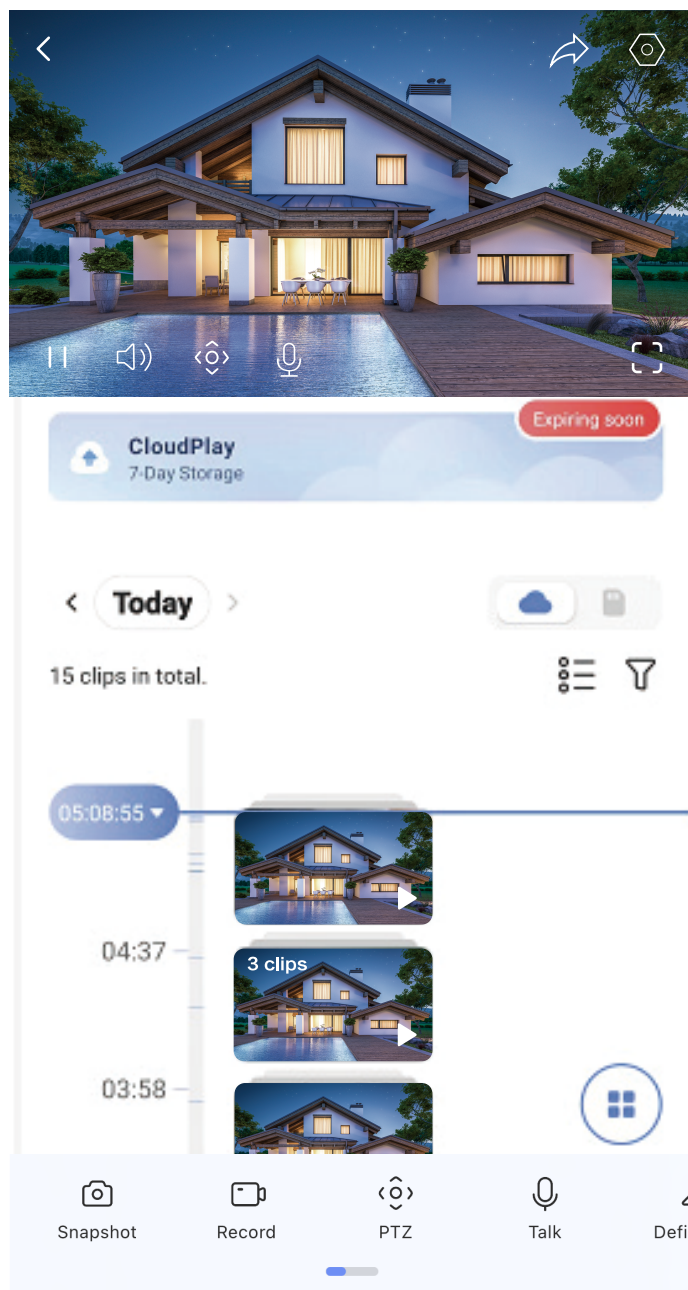 Expiring soon
CloudPlay
7-Day Storage
Today
15 clips in total.
05:08:55
04:37
3 clips
03:58
Snapshot
Record
PTZ
Talk
Defi